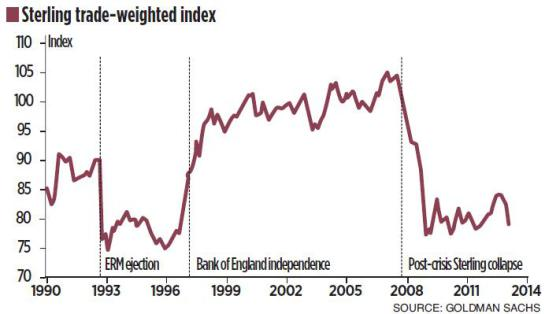 Sterling trade-weighted index
Index
110
105
100
95
90
85
80
75
70
ERM ejection
Bank of England independence
Post-crisis Sterling collapse
1990 1993 1996 1999 2002 2005 2008 2011 2014
SOURCE: GOLDMAN SACHS